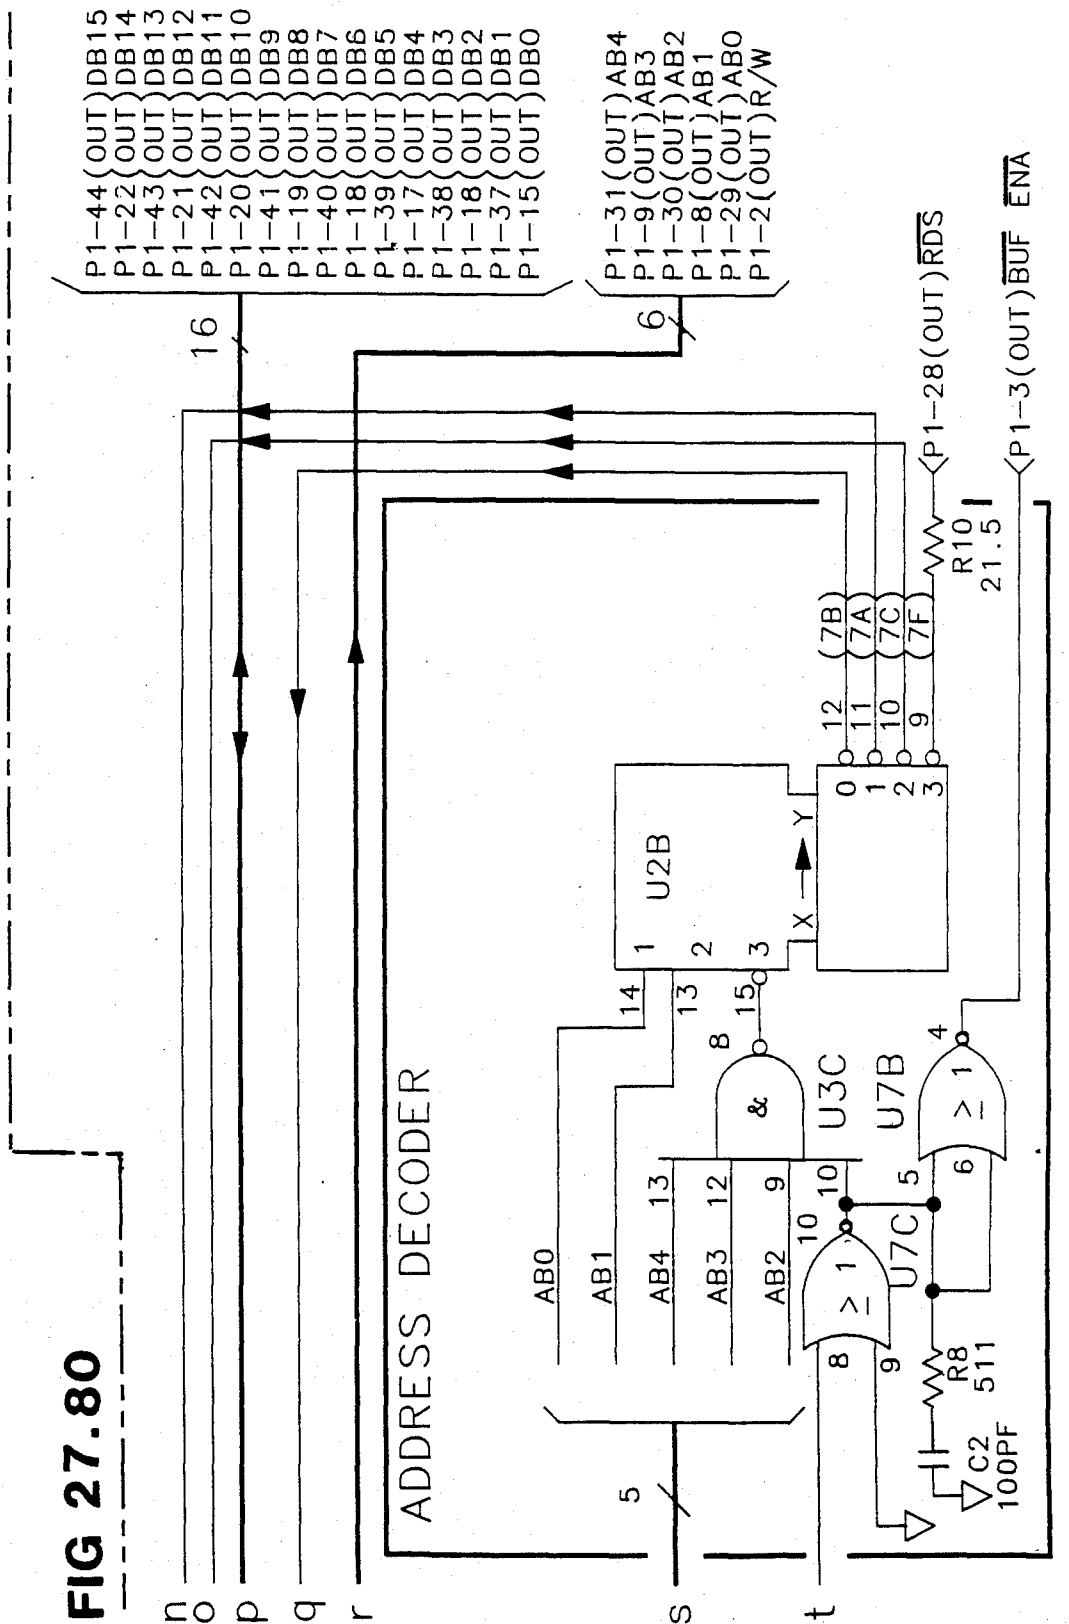 FIG 27.80
n
o
p
q
r
s
t
16
P1-44(OUT)DB15
P1-22(OUT)DB14
P1-43(OUT)DB13
P1-21(OUT)DB12
P1-42(OUT)DB11
P1-20(OUT)DB10
P1-41(OUT)DB9
P1-19(OUT)DB8
P1-40(OUT)DB7
P1-18(OUT)DB6
P1-39(OUT)DB5
P1-17(OUT)DB4
P1-38(OUT)DB3
P1-18(OUT)DB2
P1-37(OUT)DB1
P1-15(OUT)DB0
6
P1-31(OUT)AB4
P1-9(OUT)AB3
P1-30(OUT)AB2
P1-8(OUT)AB1
P1-29(OUT)AB0
P1-2(OUT)R/W
ADDRESS DECODER
5
AB0
AB1
AB4
AB3
AB2
14
13
15
1
2
3
U2B
X
Y
0
1
2
3
12
11
10
9
(7B)
(7A)
(7C)
(7F)
13
12
9
10
&
8
U3C
8
9
≥1
10
U7C
5
6
≥1
4
U7B
R8
511
C2
100PF
R10
21.5
P1-28(OUT)RDS
P1-3(OUT)BUF ENA